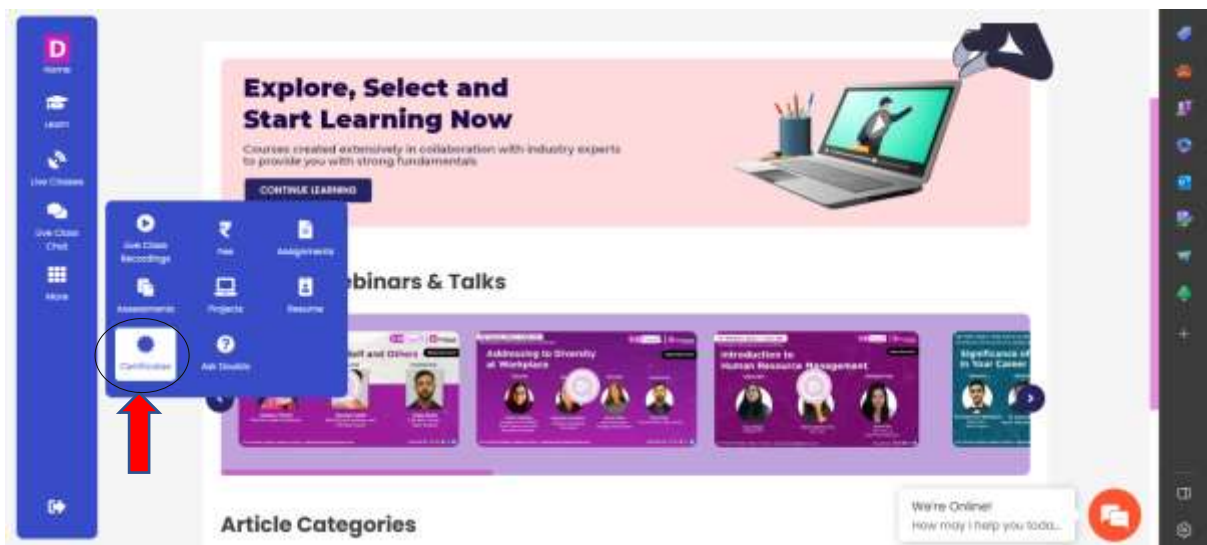 D
Home
Learn
Live Classes
Live Class
Chat
More
Explore, Select and
Start Learning Now
Courses created extensively in collaboration with industry experts
to provide you with strong fundamentals
CONTINUE LEARNING
Live Class
Recordings
Fee
Assignments
Assessments
Projects
Resume
Certificates
Ask Doubts
ebinars & Talks
Self and Others
Addressing to Diversity
at Workplace
Introduction to
Human Resource Management
Significance of
in Your Career
Article Categories
We're Online!
How may I help you toda...